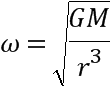 ω = √(GM/r³)